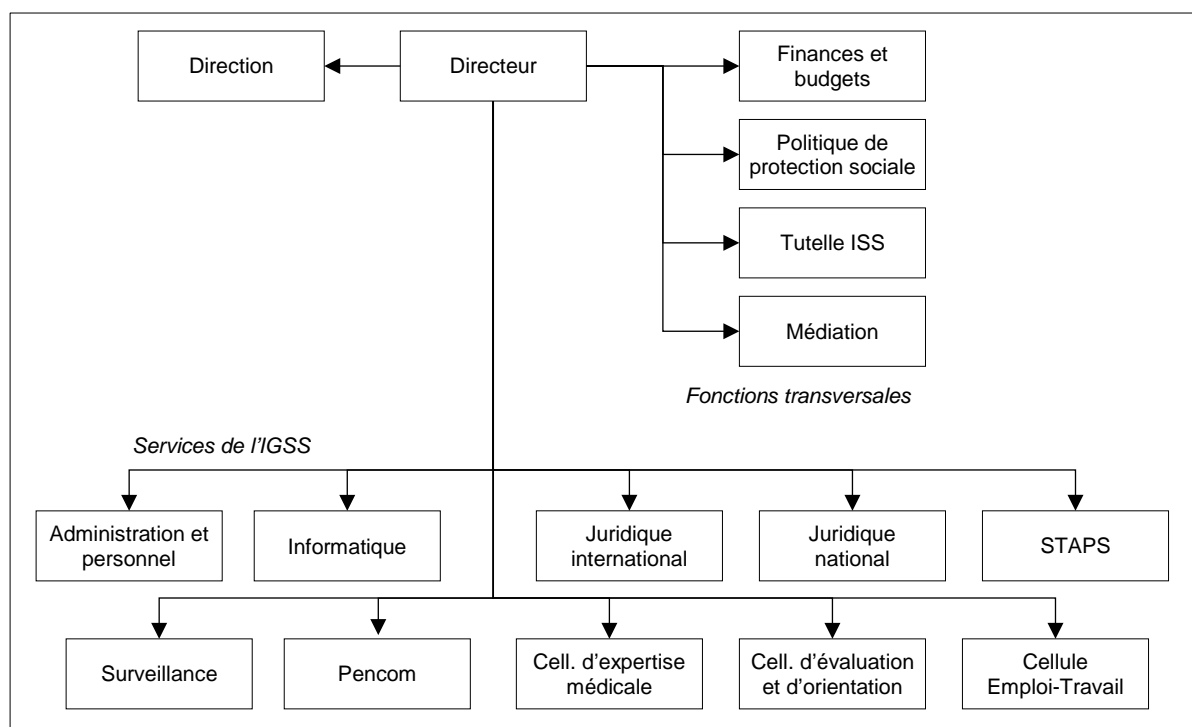 Direction
Directeur
Finances et
budgets
Politique de
protection sociale
Tutelle ISS
Médiation
Fonctions transversales
Services de l'IGSS
Administration et
personnel
Informatique
Juridique
international
Juridique
national
STAPS
Surveillance
Pencom
Cell. d'expertise
médicale
Cell. d'évaluation
et d'orientation
Cellule
Emploi-Travail